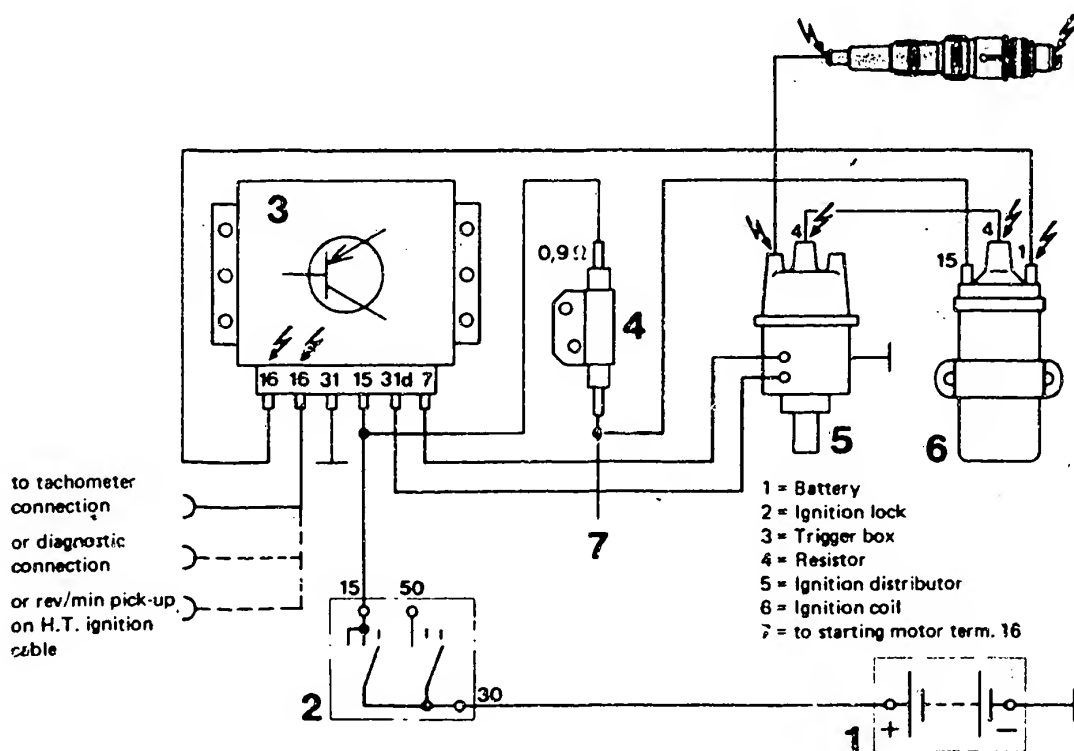 3
0,9 Ω
4
4
4
15
1
16 16 31 15 31d 7
5
6
to tachometer
connection
or diagnostic
connection
or rev/min pick-up
on H.T. ignition
cable
7
1 = Battery
2 = Ignition lock
3 = Trigger box
4 = Resistor
5 = Ignition distributor
6 = Ignition coil
7 = to starting motor term. 16
15 50
30
2
1
+ −